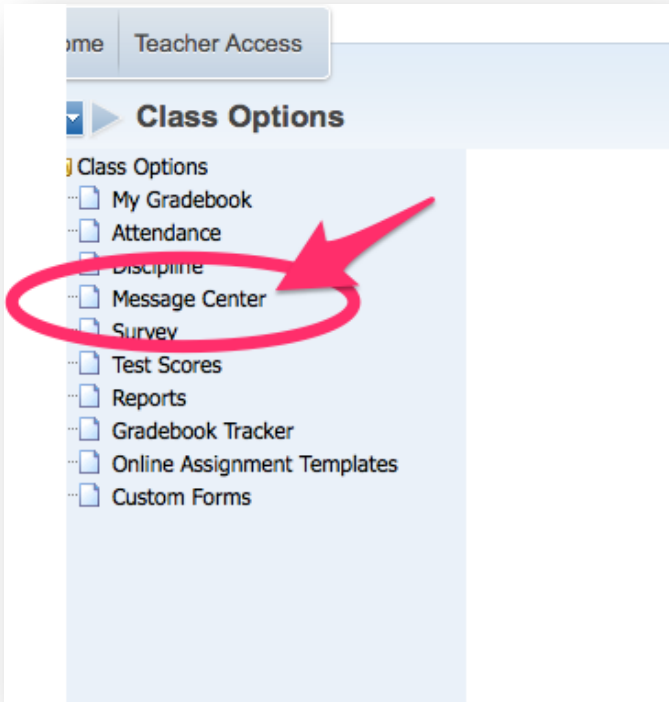 ome Teacher Access
Class Options
Class Options
My Gradebook
Attendance
Discipline
Message Center
Survey
Test Scores
Reports
Gradebook Tracker
Online Assignment Templates
Custom Forms